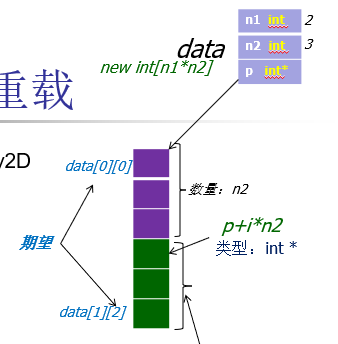 n1 int 2
data
n2 int 3
new int[n1*n2]
p int*
重载
y2D
data[0][0]
数量：n2
p+i*n2
期望
类型：int *
data[1][2]